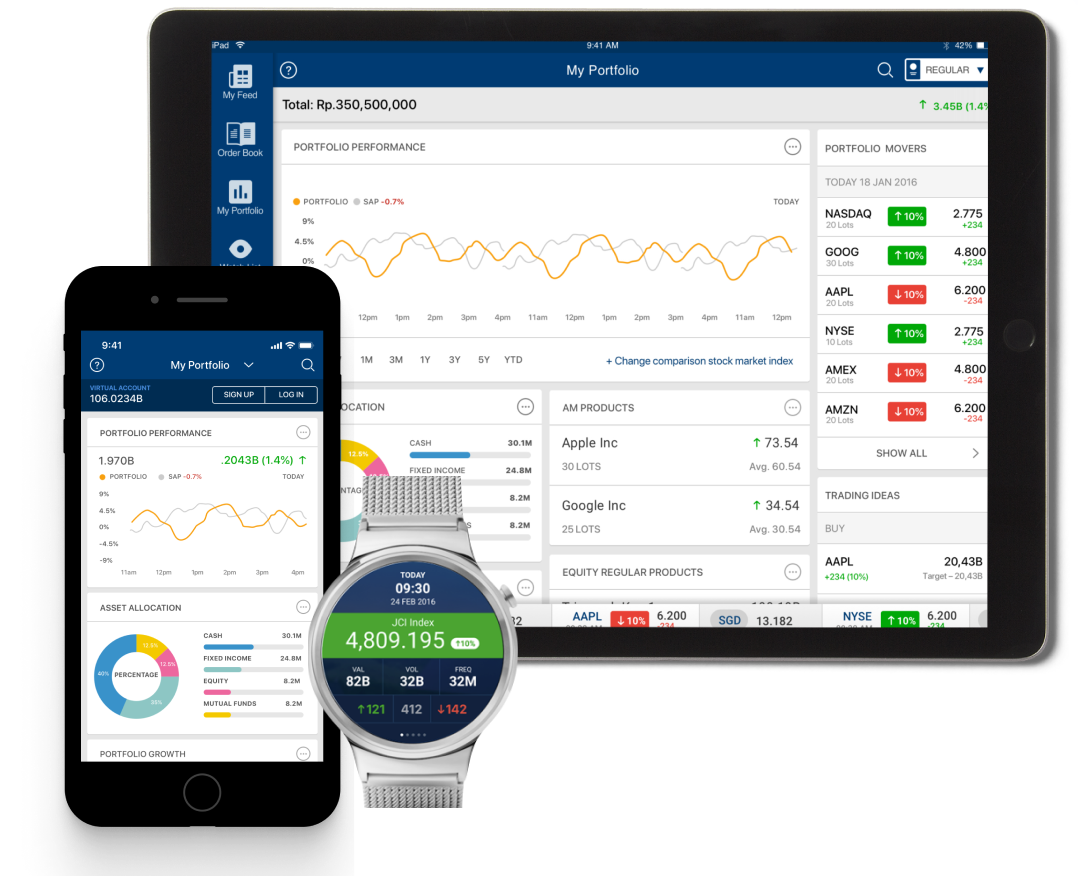 iPad 9:41 AM 42%
My Portfolio
REGULAR
My Feed
Order Book
My Portfolio
Total: Rp.350,500,000
↑ 3.45B (1.4%
PORTFOLIO PERFORMANCE
PORTFOLIO SAP -0.7% TODAY
9%
4.5%
0%
12pm 1pm 2pm 3pm 4pm 11am 12pm 1pm 2pm 3pm 4pm 11am 12pm
1M 3M 1Y 3Y 5Y YTD
+ Change comparison stock market index
PORTFOLIO MOVERS
TODAY 18 JAN 2016
NASDAQ ↑10% 2.775
20 Lots +234
GOOG ↑10% 4.800
30 Lots +234
AAPL ↓10% 6.200
20 Lots -234
NYSE ↑10% 2.775
10 Lots +234
AMEX ↓10% 4.800
20 Lots -234
AMZN ↓10% 6.200
20 Lots -234
SHOW ALL
TRADING IDEAS
BUY
AAPL 20,43B
+234 (10%) Target – 20,43B
OCATION
12.5%
12.5%
NTAG
CASH 30.1M
FIXED INCOME 24.8M
8.2M
S 8.2M
AM PRODUCTS
Apple Inc ↑ 73.54
30 LOTS Avg. 60.54
Google Inc ↑ 34.54
25 LOTS Avg. 30.54
EQUITY REGULAR PRODUCTS
32
AAPL ↓10% 6.200
-234
SGD 13.182
NYSE ↑10% 6.200
-234
9:41
My Portfolio
VIRTUAL ACCOUNT
106.0234B
SIGN UP LOG IN
PORTFOLIO PERFORMANCE
1.970B .2043B (1.4%) ↑
PORTFOLIO SAP -0.7% TODAY
9%
4.5%
0%
-4.5%
-9%
11am 12pm 1pm 2pm 3pm 4pm
ASSET ALLOCATION
12.5%
12.5%
40%
35%
PERCENTAGE
CASH 30.1M
FIXED INCOME 24.8M
EQUITY 8.2M
MUTUAL FUNDS 8.2M
PORTFOLIO GROWTH
TODAY
09:30
24 FEB 2016
JCI Index
4,809.195 ↑10%
VAL VOL FREQ
82B 32B 32M
↑121 412 ↓142